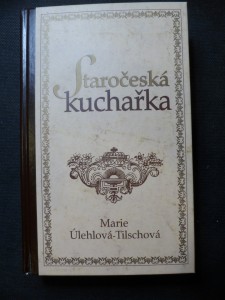 Staročeská
kuchařka
Marie
Úlehlová-Tilschová